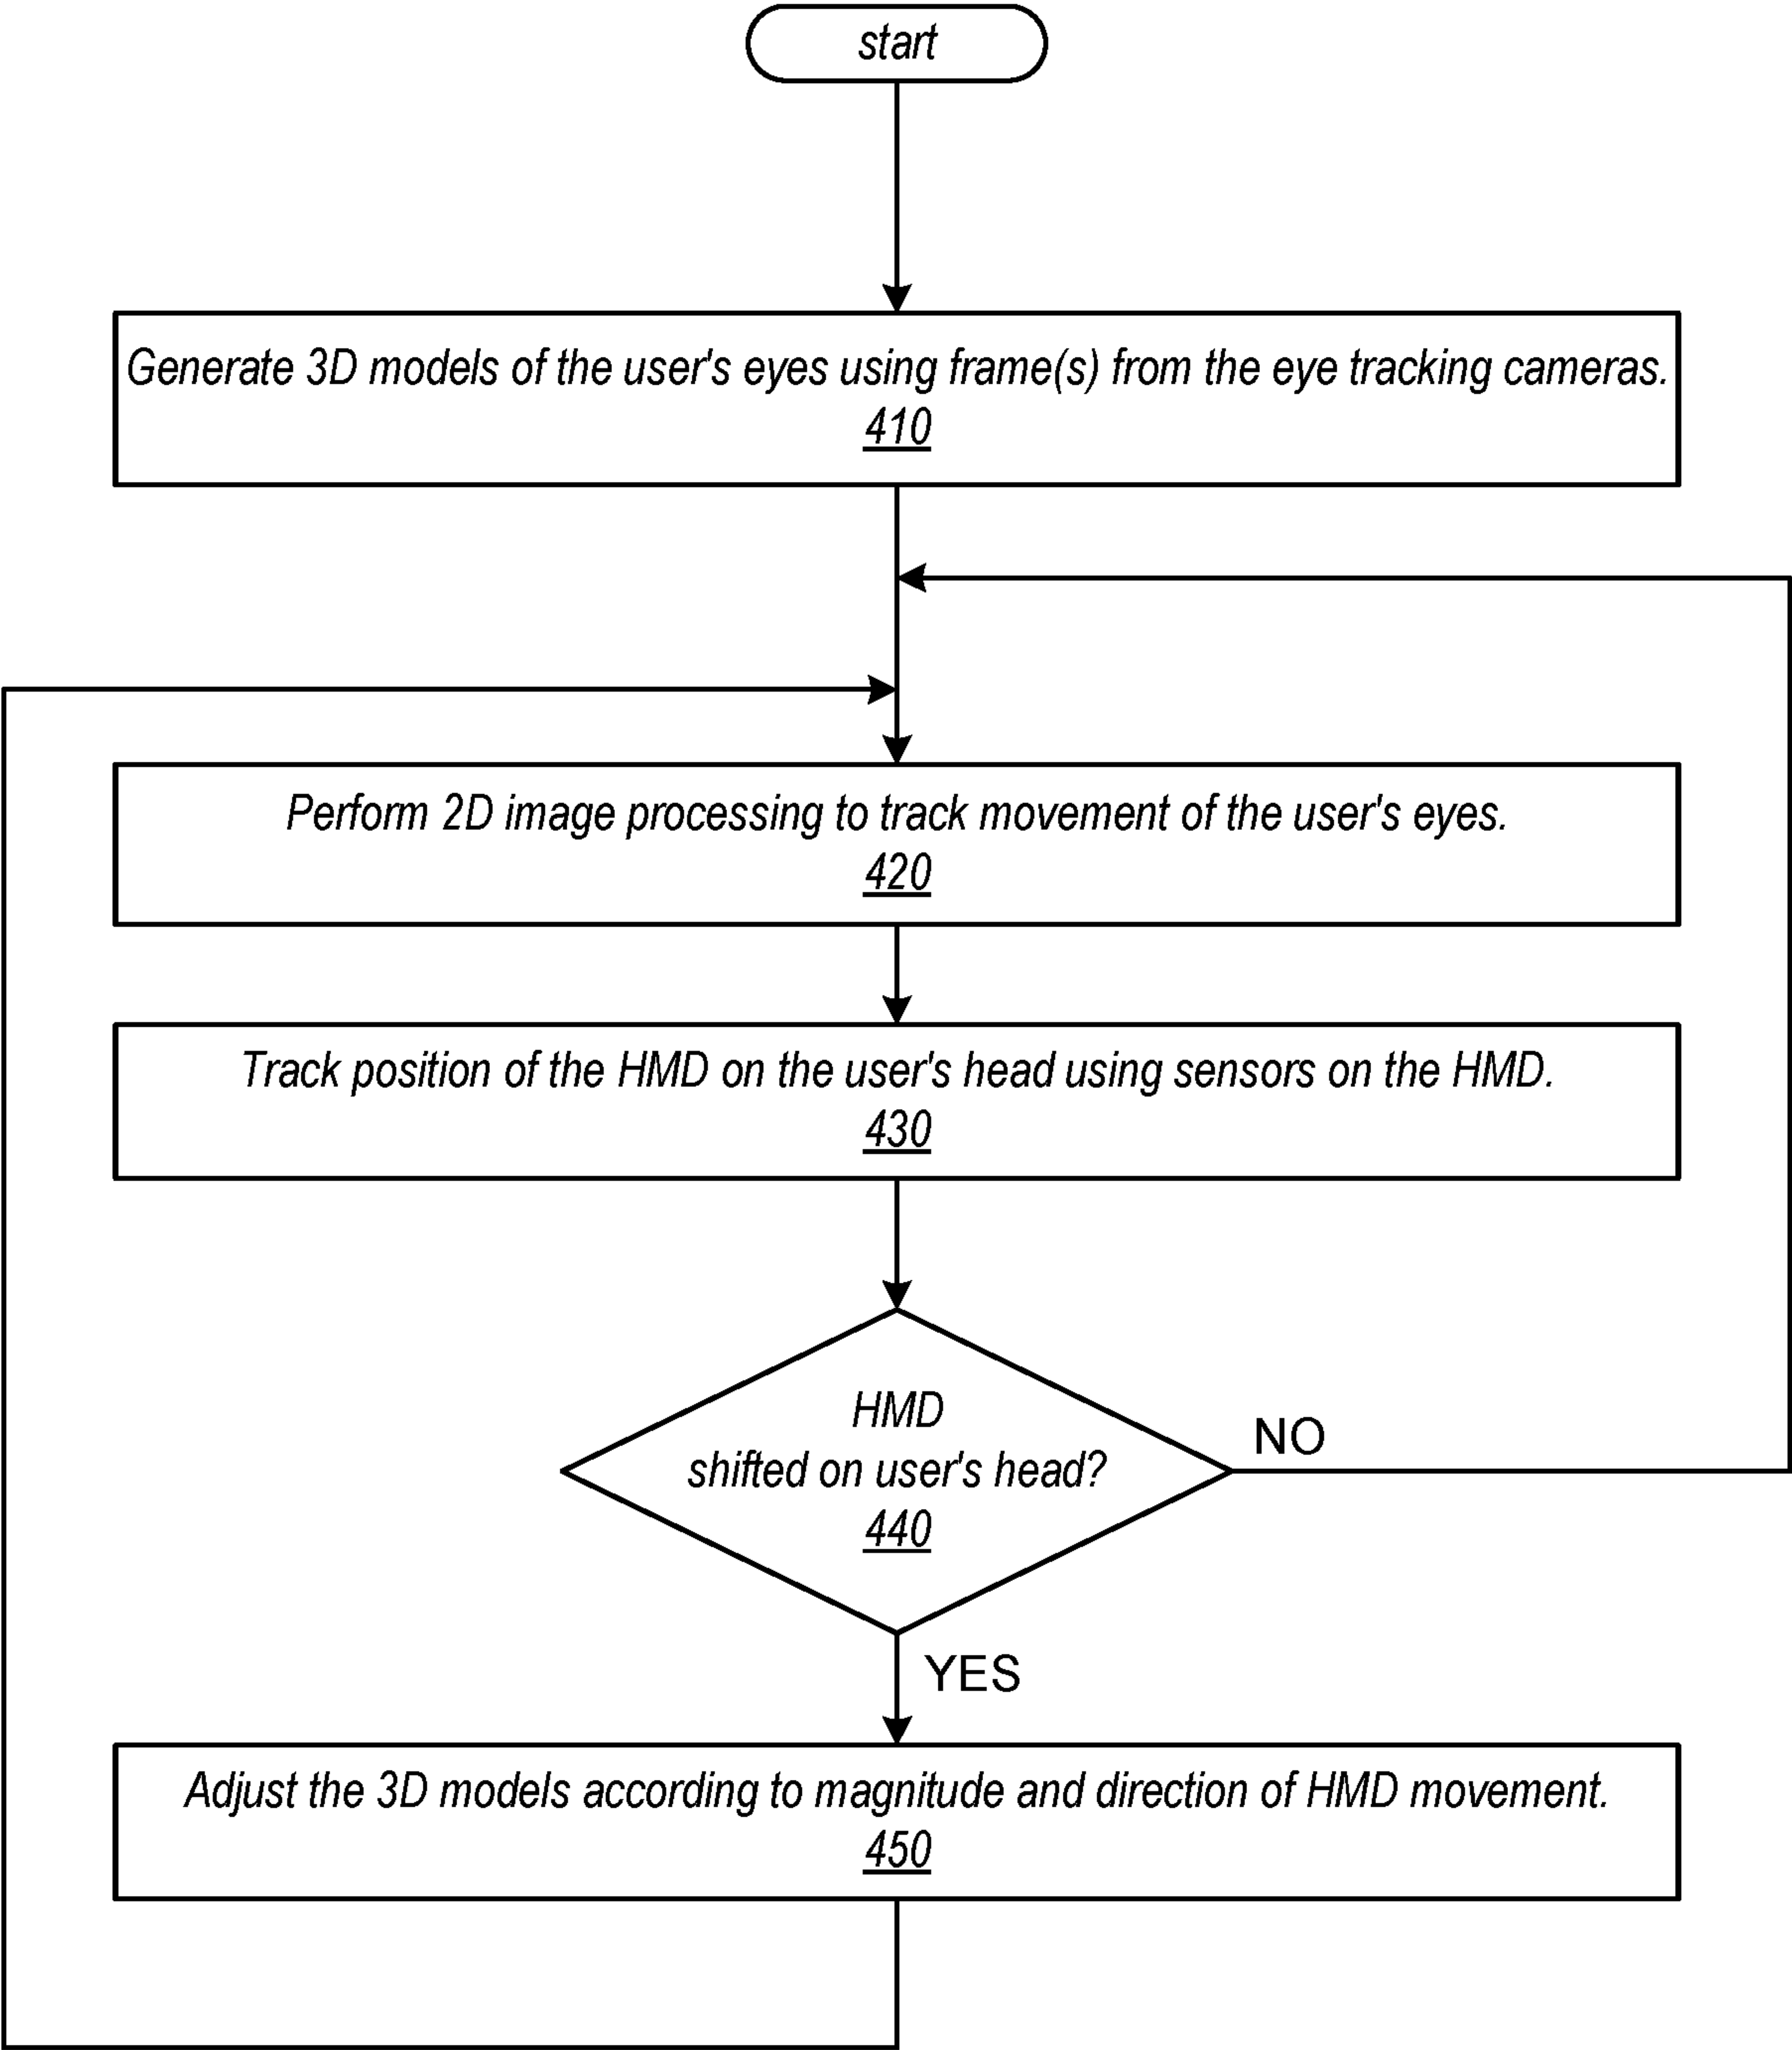 start
Generate 3D models of the user's eyes using frame(s) from the eye tracking cameras.
410
Perform 2D image processing to track movement of the user's eyes.
420
Track position of the HMD on the user's head using sensors on the HMD.
430
HMD
shifted on user's head?
440
NO
YES
Adjust the 3D models according to magnitude and direction of HMD movement.
450